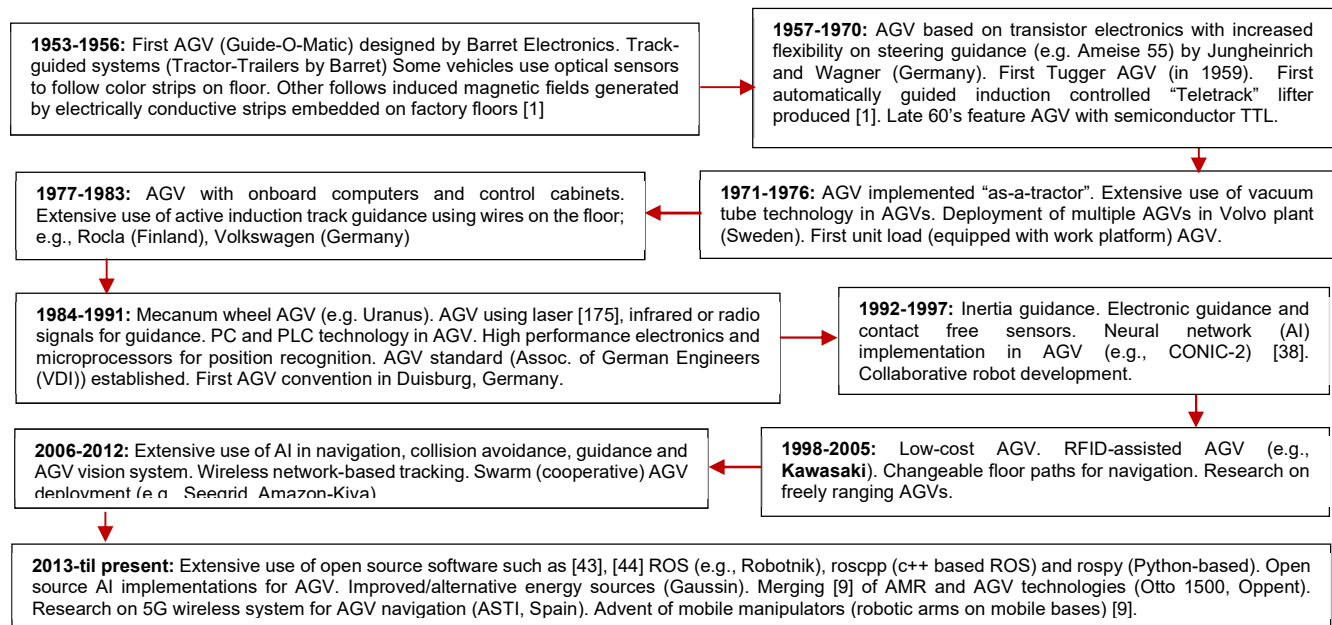 1953-1956: First AGV (Guide-O-Matic) designed by Barret Electronics. Track-
guided systems (Tractor-Trailers by Barret) Some vehicles use optical sensors
to follow color strips on floor. Other follows induced magnetic fields generated
by electrically conductive strips embedded on factory floors [1]
1957-1970: AGV based on transistor electronics with increased
flexibility on steering guidance (e.g. Ameise 55) by Jungheinrich
and Wagner (Germany). First Tugger AGV (in 1959). First
automatically guided induction controlled “Teletrack” lifter
produced [1]. Late 60’s feature AGV with semiconductor TTL.
1971-1976: AGV implemented “as-a-tractor”. Extensive use of vacuum
tube technology in AGVs. Deployment of multiple AGVs in Volvo plant
(Sweden). First unit load (equipped with work platform) AGV.
1977-1983: AGV with onboard computers and control cabinets.
Extensive use of active induction track guidance using wires on the floor;
e.g., Rocla (Finland), Volkswagen (Germany)
1984-1991: Mecanum wheel AGV (e.g. Uranus). AGV using laser [175], infrared or radio
signals for guidance. PC and PLC technology in AGV. High performance electronics and
microprocessors for position recognition. AGV standard (Assoc. of German Engineers
(VDI)) established. First AGV convention in Duisburg, Germany.
1992-1997: Inertia guidance. Electronic guidance and
contact free sensors. Neural network (AI)
implementation in AGV (e.g., CONIC-2) [38].
Collaborative robot development.
1998-2005: Low-cost AGV. RFID-assisted AGV (e.g.,
Kawasaki). Changeable floor paths for navigation. Research on
freely ranging AGVs.
2006-2012: Extensive use of AI in navigation, collision avoidance, guidance and
AGV vision system. Wireless network-based tracking. Swarm (cooperative) AGV
deployment (e.g., Seegrid, Amazon-Kiva)
2013-til present: Extensive use of open source software such as [43], [44] ROS (e.g., Robotnik), roscpp (c++ based ROS) and rospy (Python-based). Open
source AI implementations for AGV. Improved/alternative energy sources (Gaussin). Merging [9] of AMR and AGV technologies (Otto 1500, Oppent).
Research on 5G wireless system for AGV navigation (ASTI, Spain). Advent of mobile manipulators (robotic arms on mobile bases) [9].